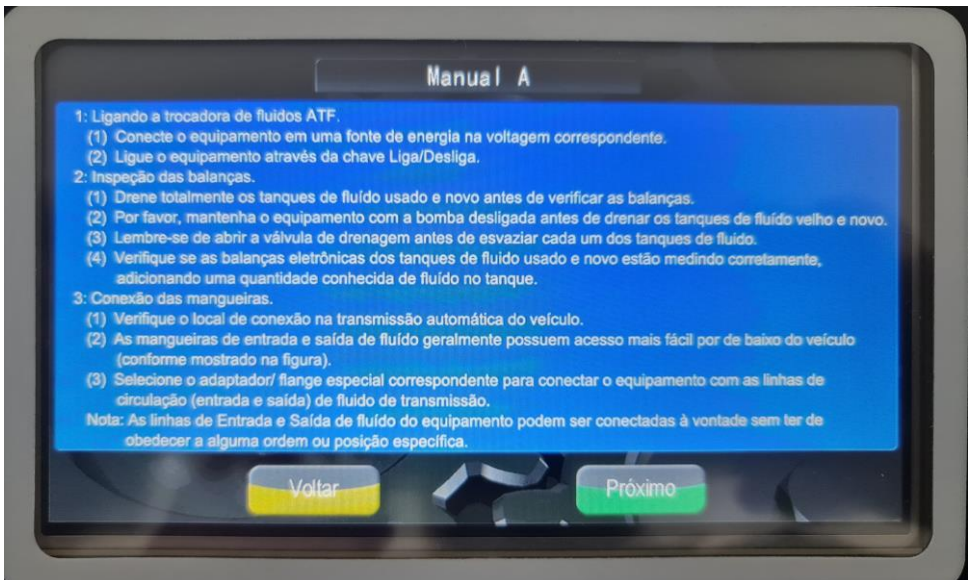 Manual A
1: Ligando a trocadora de fluidos ATF.
(1) Conecte o equipamento em uma fonte de energia na voltagem correspondente.
(2) Ligue o equipamento através da chave Liga/Desliga.
2: Inspeção das balanças.
(1) Drene totalmente os tanques de fluído usado e novo antes de verificar as balanças.
(2) Por favor, mantenha o equipamento com a bomba desligada antes de drenar os tanques de fluído velho e novo.
(3) Lembre-se de abrir a válvula de drenagem antes de esvaziar cada um dos tanques de fluido.
(4) Verifique se as balanças eletrônicas dos tanques de fluido usado e novo estão medindo corretamente,
adicionando uma quantidade conhecida de fluído no tanque.
3: Conexão das mangueiras.
(1) Verifique o local de conexão na transmissão automática do veículo.
(2) As mangueiras de entrada e saída de fluído geralmente possuem acesso mais fácil por de baixo do veículo
(conforme mostrado na figura).
(3) Selecione o adaptador/ flange especial correspondente para conectar o equipamento com as linhas de
circulação (entrada e saída) de fluido de transmissão.
Nota: As linhas de Entrada e Saída de fluído do equipamento podem ser conectadas à vontade sem ter de
obedecer a alguma ordem ou posição específica.
Voltar
Próximo